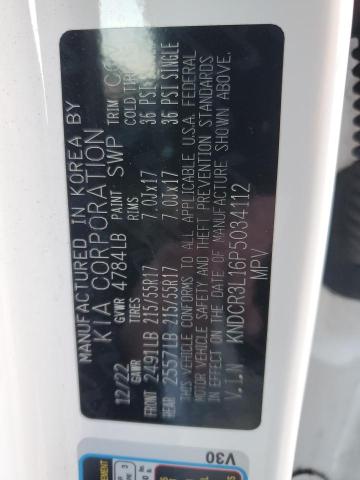 MANUFACTURED IN KOREA BY
KIA CORPORATION
12/22 GVWR 4784LB PAINT SWP TRIM
GAWR TIRES RIMS COLD TIRE
FRONT 2491LB 215/55R17 7.0JX17 36 PSI
REAR 2557LB 215/55R17 7.0JX17 36 PSI SINGLE
THIS VEHICLE CONFORMS TO ALL APPLICABLE U.S.A. FEDERAL
MOTOR VEHICLE SAFETY AND THEFT PREVENTION STANDARDS
IN EFFECT ON THE DATE OF MANUFACTURE SHOWN ABOVE.
V.I.N KNDCR3L16P5034112
MPV
V30